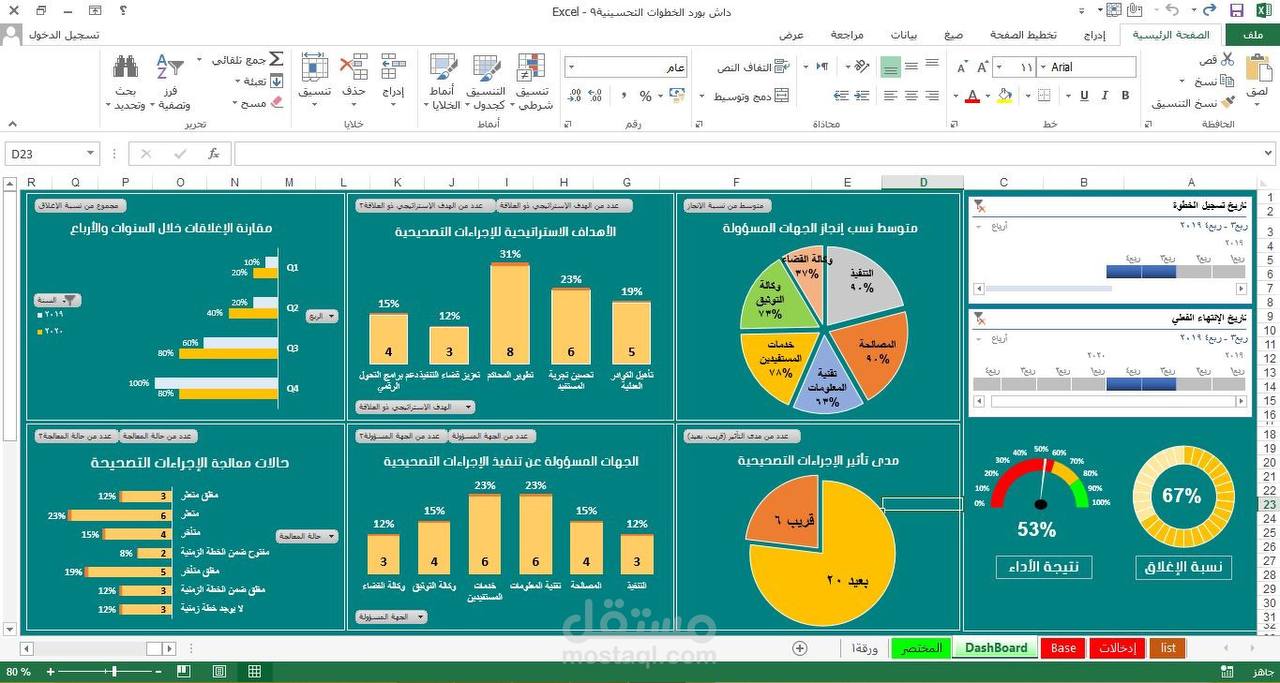 داش بورد الخطوات التحسينية٩ - Excel
تسجيل الدخول
ملف
الصفحة الرئيسية
إدراج
تخطيط الصفحة
صيغ
بيانات
مراجعة
عرض
لصق
قص
نسخ
نسخ التنسيق
الحافظة
Arial
١١
B I U
خط
التفاف النص
دمج وتوسيط
محاذاة
عام
رقم
تنسيق شرطي
التنسيق كجدول
أنماط الخلايا
أنماط
إدراج
حذف
تنسيق
خلايا
جمع تلقائي
تعبئة
مسح
فرز وتصفية
بحث وتحديد
تحرير
D23
fx
R Q P O N M L K J I H G F E D C B A
تاريخ تسجيل الخطوة
ربع٣ - ربع٤ ٢٠١٩
أرباع
٢٠١٩
ربع١ ربع٢ ربع٣ ربع٤
تاريخ الإنتهاء الفعلي
ربع٣ - ربع٤ ٢٠١٩
أرباع
٢٠١٩
٢٠٢٠
67%
نسبة الإغلاق
0% 10% 20% 30% 40% 50% 60% 70% 80% 90% 100%
53%
نتيجة الأداء
متوسط من نسبة الانجاز
متوسط نسب إنجاز الجهات المسؤولة
التنفيذ ٩٠%
المصالحة ٩٠%
تقنية المعلومات ٦٣%
خدمات المستفيدين ٧٨%
وكالة التوثيق ٧٣%
وكالة القضاء ٣٧%
عدد من الهدف الاستراتيجي ذو العلاقة
عدد من الهدف الاستراتيجي ذو العلاقة٢
الأهداف الاستراتيجية للإجراءات التصحيحية
15% 12% 31% 23% 19%
4 3 8 6 5
تأهيل الكوادر العدلية
تحسين تجربة المستفيد
تطوير المحاكم
تعزيز قضاء التنفيذ
دعم برامج التحول الرقمي
الهدف الاستراتيجي ذو العلاقة
مجموع من نسبة الإغلاق
مقارنة الإغلاقات خلال السنوات والأرباع
10% 20% Q1
20% 40% Q2
60% 80% Q3
100% 80% Q4
السنة
٢٠١٩
٢٠٢٠
الربع
عدد من مدى التأثير (قريب، بعيد)
مدى تأثير الإجراءات التصحيحية
قريب ٦
بعيد ٢٠
عدد من الجهة المسؤولة
عدد من الجهة المسؤولة٢
الجهات المسؤولة عن تنفيذ الإجراءات التصحيحية
12% 15% 23% 23% 15% 12%
3 4 6 6 4 3
التنفيذ
المصالحة
تقنية المعلومات
خدمات المستفيدين
وكالة التوثيق
وكالة القضاء
الجهة المسؤولة
عدد من حالة المعالجة
عدد من حالة المعالجة٢
حالات معالجة الإجراءات التصحيحة
مغلق متعثر 3 12%
متعثر 6 23%
متأخر 4 15%
مفتوح ضمن الخطة الزمنية 2 8%
مغلق متأخر 5 19%
مغلق ضمن الخطة الزمنية 3 12%
لا يوجد خطة زمنية 3 12%
حالة المعالجة
مستقل
mostaql.com
list
إدخالات
Base
DashBoard
المختصر
ورقة١
جاهز
80 %